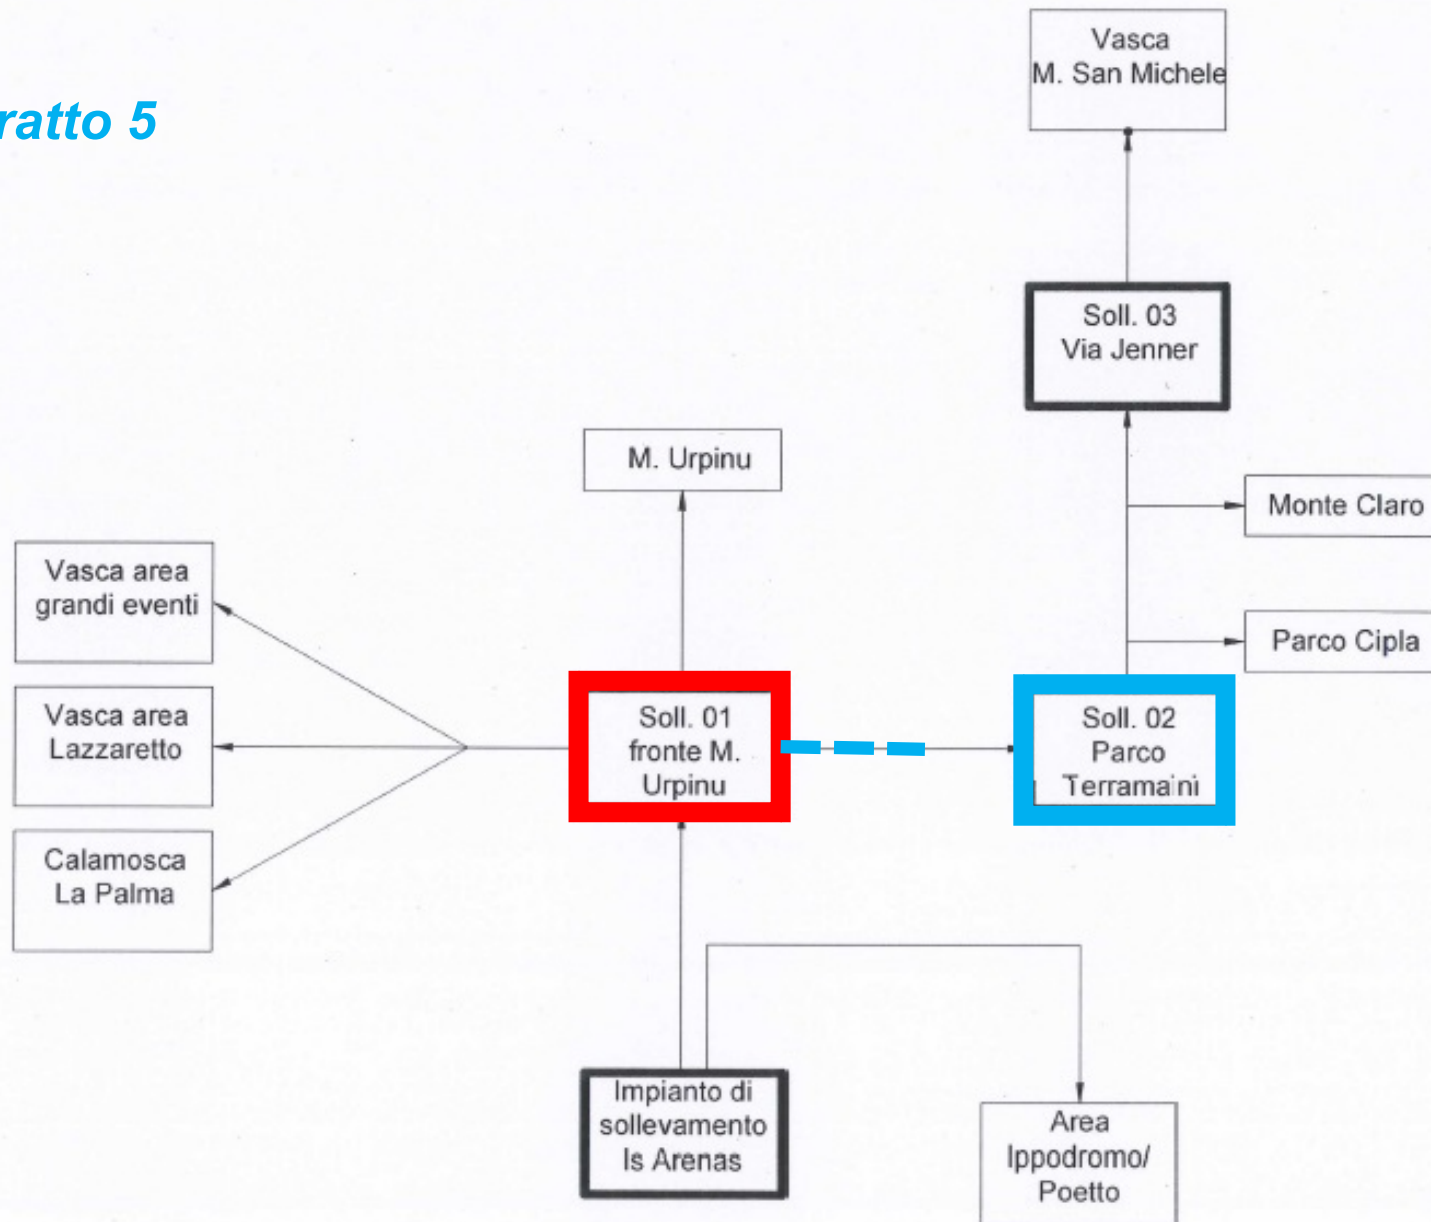 ratto 5
Vasca
M. San Michele
Soll. 03
Via Jenner
M. Urpinu
Monte Claro
Vasca area
grandi eventi
Parco Cipla
Vasca area
Lazzaretto
Soll. 01
fronte M.
Urpinu
Soll. 02
Parco
Terramaini
Calamosca
La Palma
Impianto di
sollevamento
Is Arenas
Area
Ippodromo/
Poetto